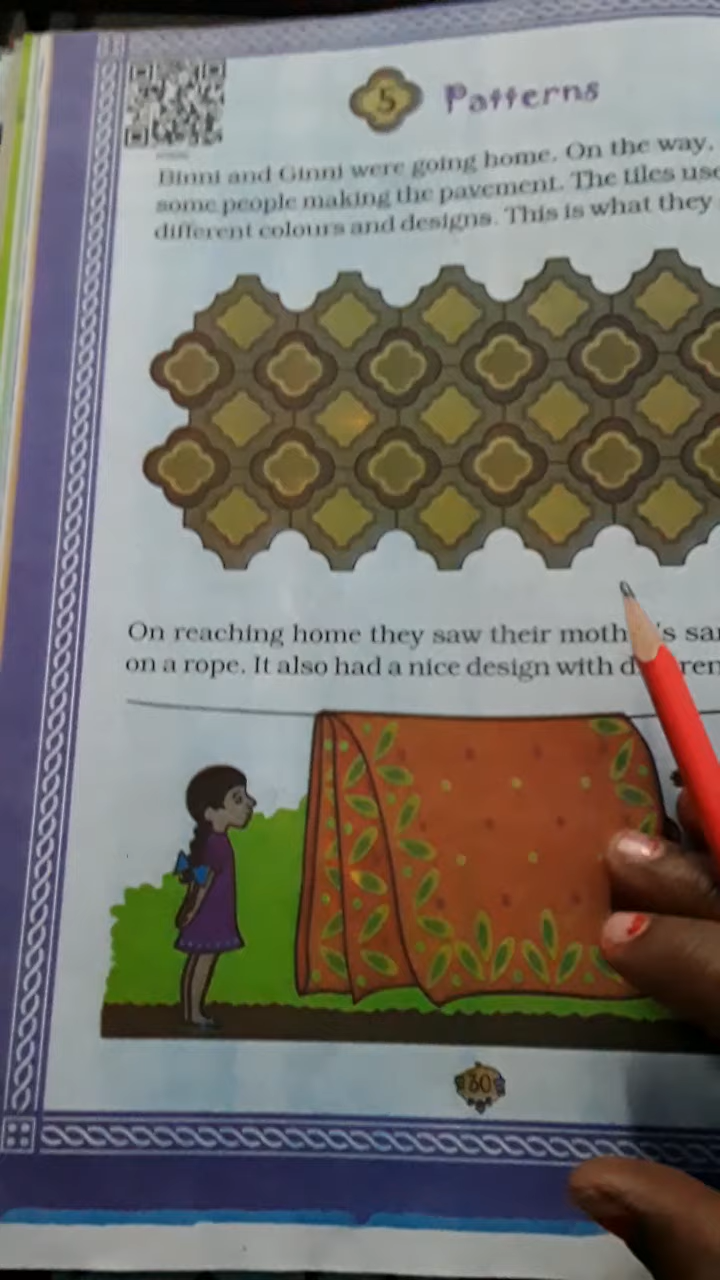 5 Patterns
Binni and Ginni were going home. On the way,
some people making the pavement. The tiles use
different colours and designs. This is what they
On reaching home they saw their moth 's sar
on a rope. It also had a nice design with d ren
30